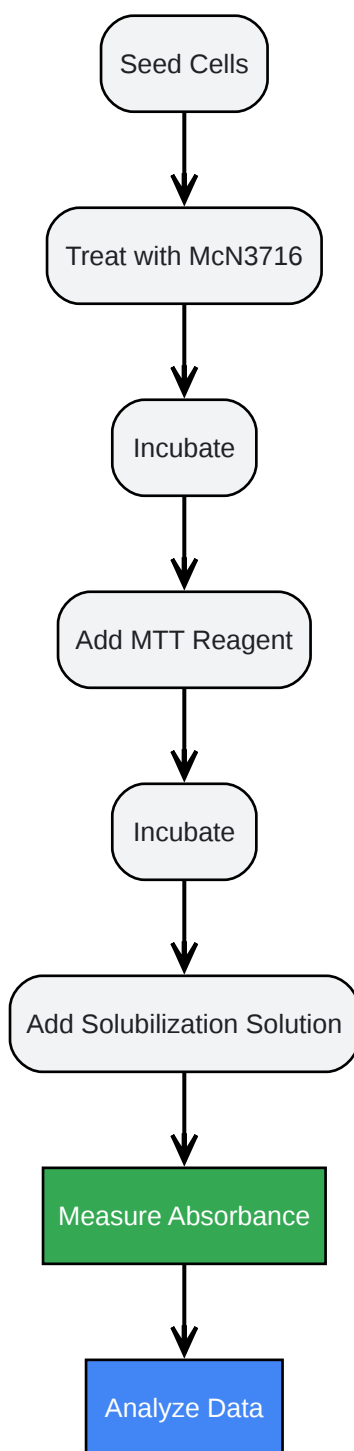 Seed Cells
Treat with McN3716
Incubate
Add MTT Reagent
Incubate
Add Solubilization Solution
Measure Absorbance
Analyze Data